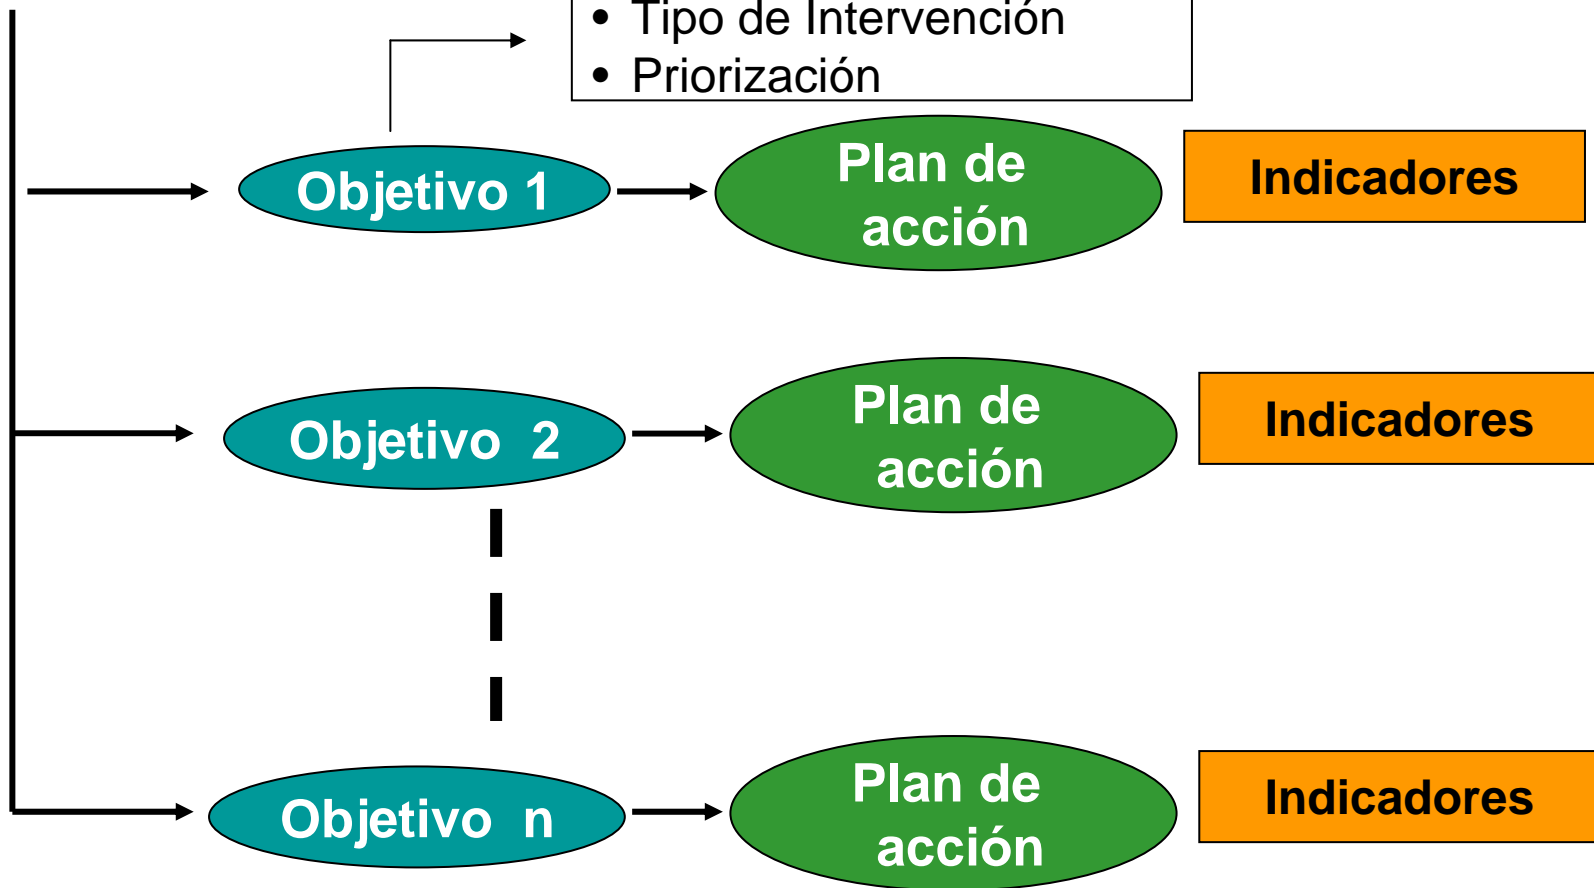 • Tipo de Intervención
• Priorización
Objetivo 1
Plan de
acción
Indicadores
Objetivo 2
Plan de
acción
Indicadores
Objetivo n
Plan de
acción
Indicadores